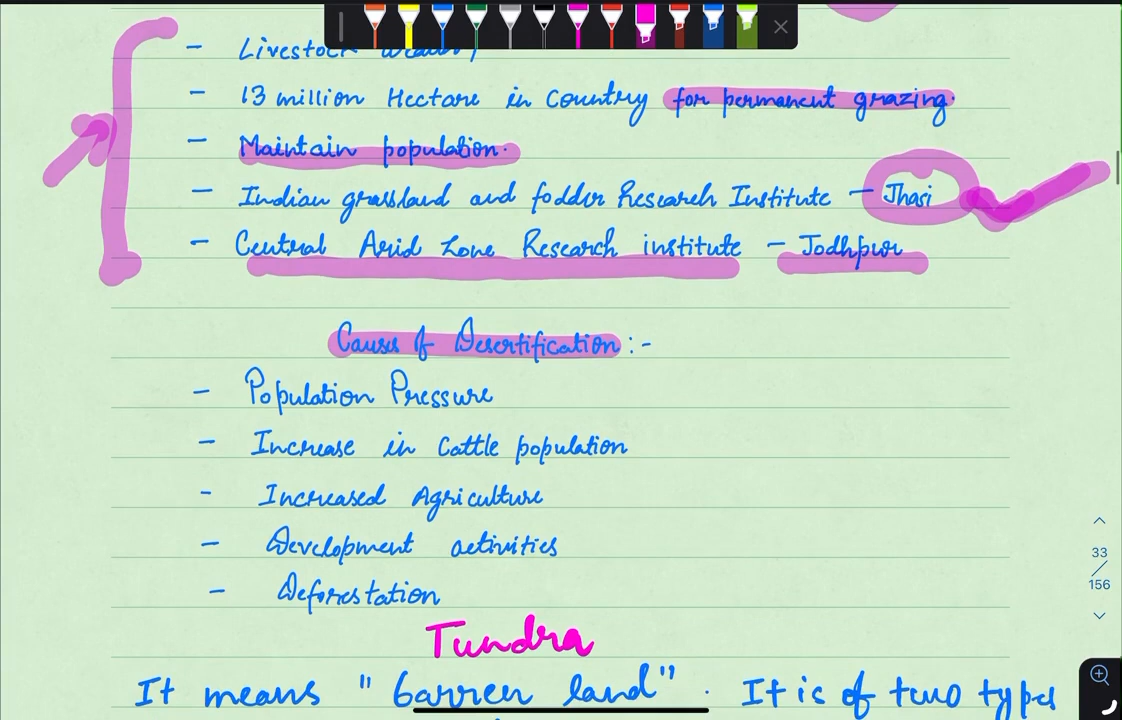 - Livestock
- 13 million Hectare in Country for permanent grazing.
- Maintain population.
- Indian grassland and fodder Research Institute - Jhasi
- Central Arid Zone Research institute - Jodhpur
Causes of Desertification :-
- Population Pressure
- Increase in Cattle population
- Increased Agriculture
- Development activities
- Deforestation
33
156
Tundra
It means "barren land". It is of two types